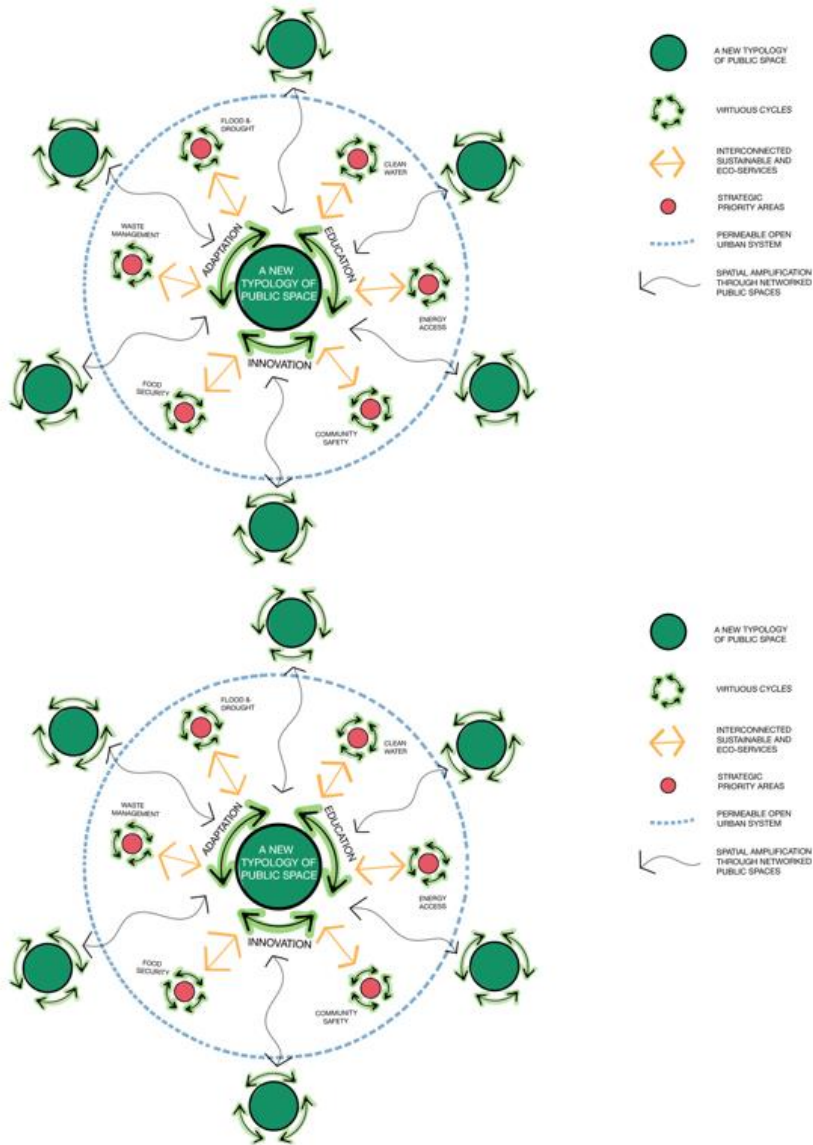 FLOOD &
DROUGHT
CLEAN
WATER
WASTE
MANAGEMENT
ADAPTATION
EDUCATION
A NEW
TYPOLOGY OF
PUBLIC SPACE
ENERGY
ACCESS
INNOVATION
FOOD
SECURITY
COMMUNITY
SAFETY
A NEW TYPOLOGY
OF PUBLIC SPACE
VIRTUOUS CYCLES
INTERCONNECTED
SUSTAINABLE AND
ECO-SERVICES
STRATEGIC
PRIORITY AREAS
PERMEABLE OPEN
URBAN SYSTEM
SPATIAL AMPLIFICATION
THROUGH NETWORKED
PUBLIC SPACES
FLOOD &
DROUGHT
CLEAN
WATER
WASTE
MANAGEMENT
ADAPTATION
EDUCATION
A NEW
TYPOLOGY OF
PUBLIC SPACE
ENERGY
ACCESS
INNOVATION
FOOD
SECURITY
COMMUNITY
SAFETY
A NEW TYPOLOGY
OF PUBLIC SPACE
VIRTUOUS CYCLES
INTERCONNECTED
SUSTAINABLE AND
ECO-SERVICES
STRATEGIC
PRIORITY AREAS
PERMEABLE OPEN
URBAN SYSTEM
SPATIAL AMPLIFICATION
THROUGH NETWORKED
PUBLIC SPACES